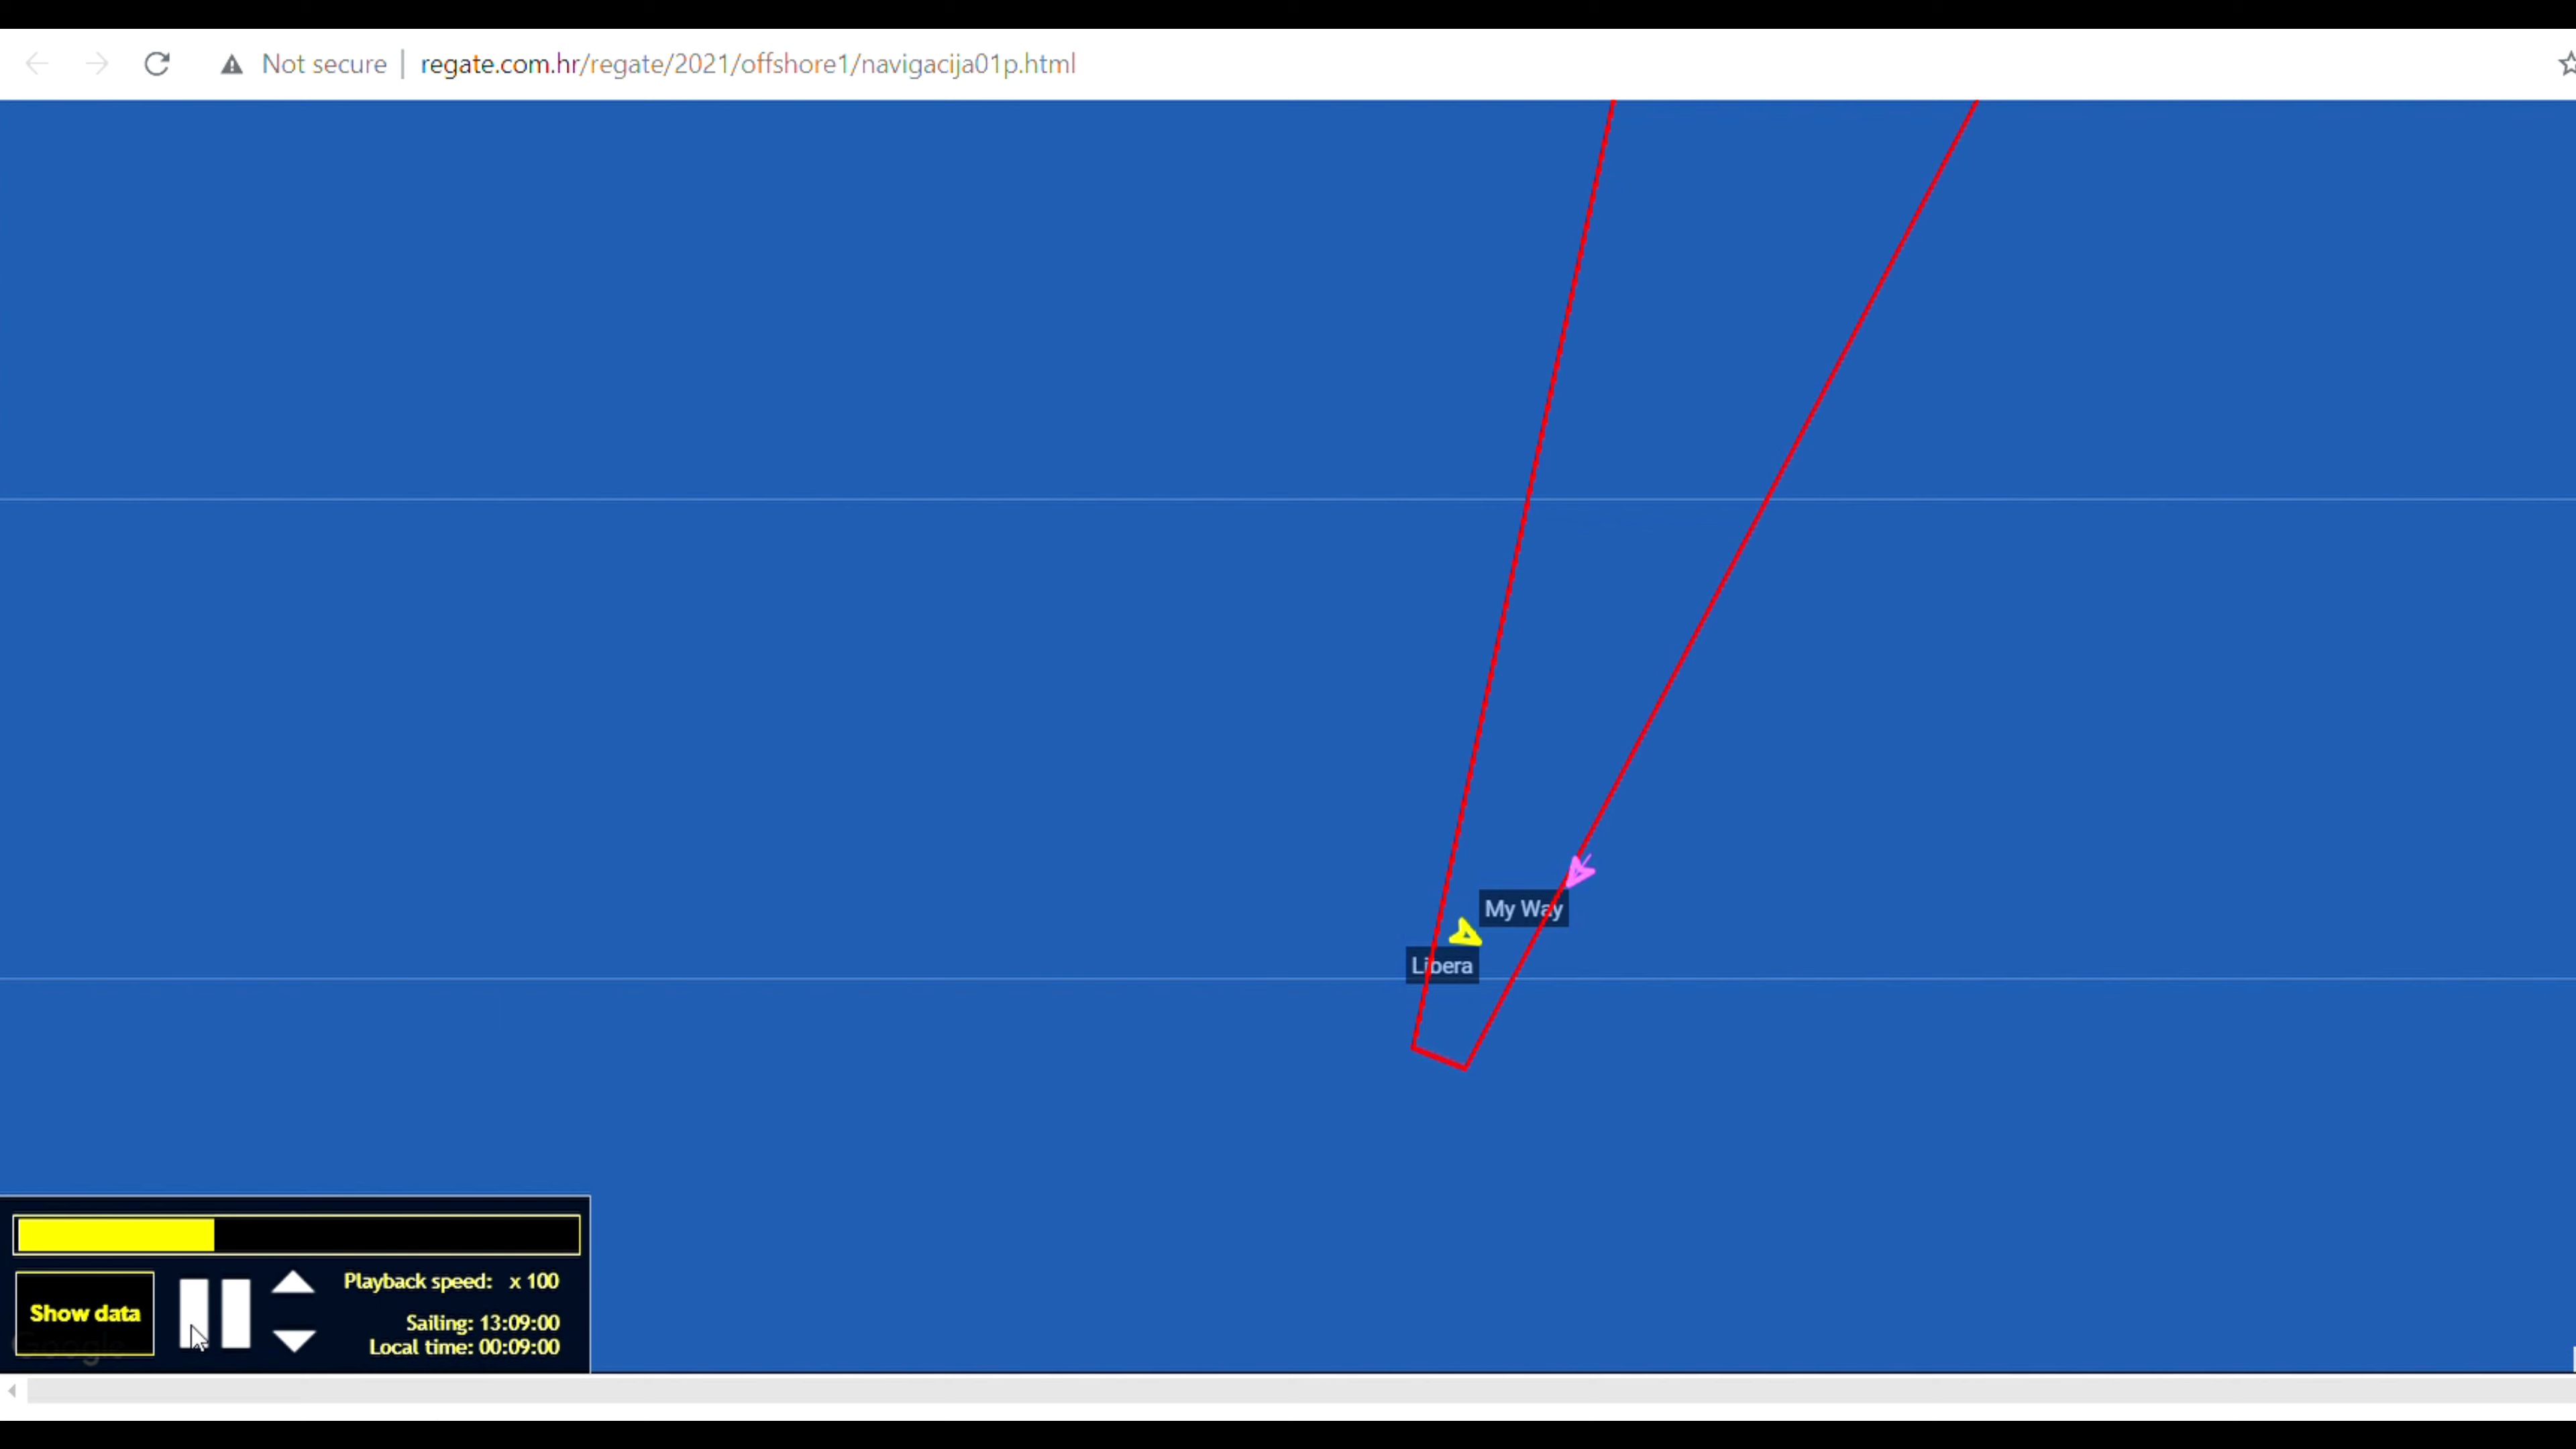 Not secure
regate.com.hr/regate/2021/offshore1/navigacija01p.html
My Way
Libera
Playback speed: x 100
Show data
Sailing: 13:09:00
Local time: 00:09:00
Google